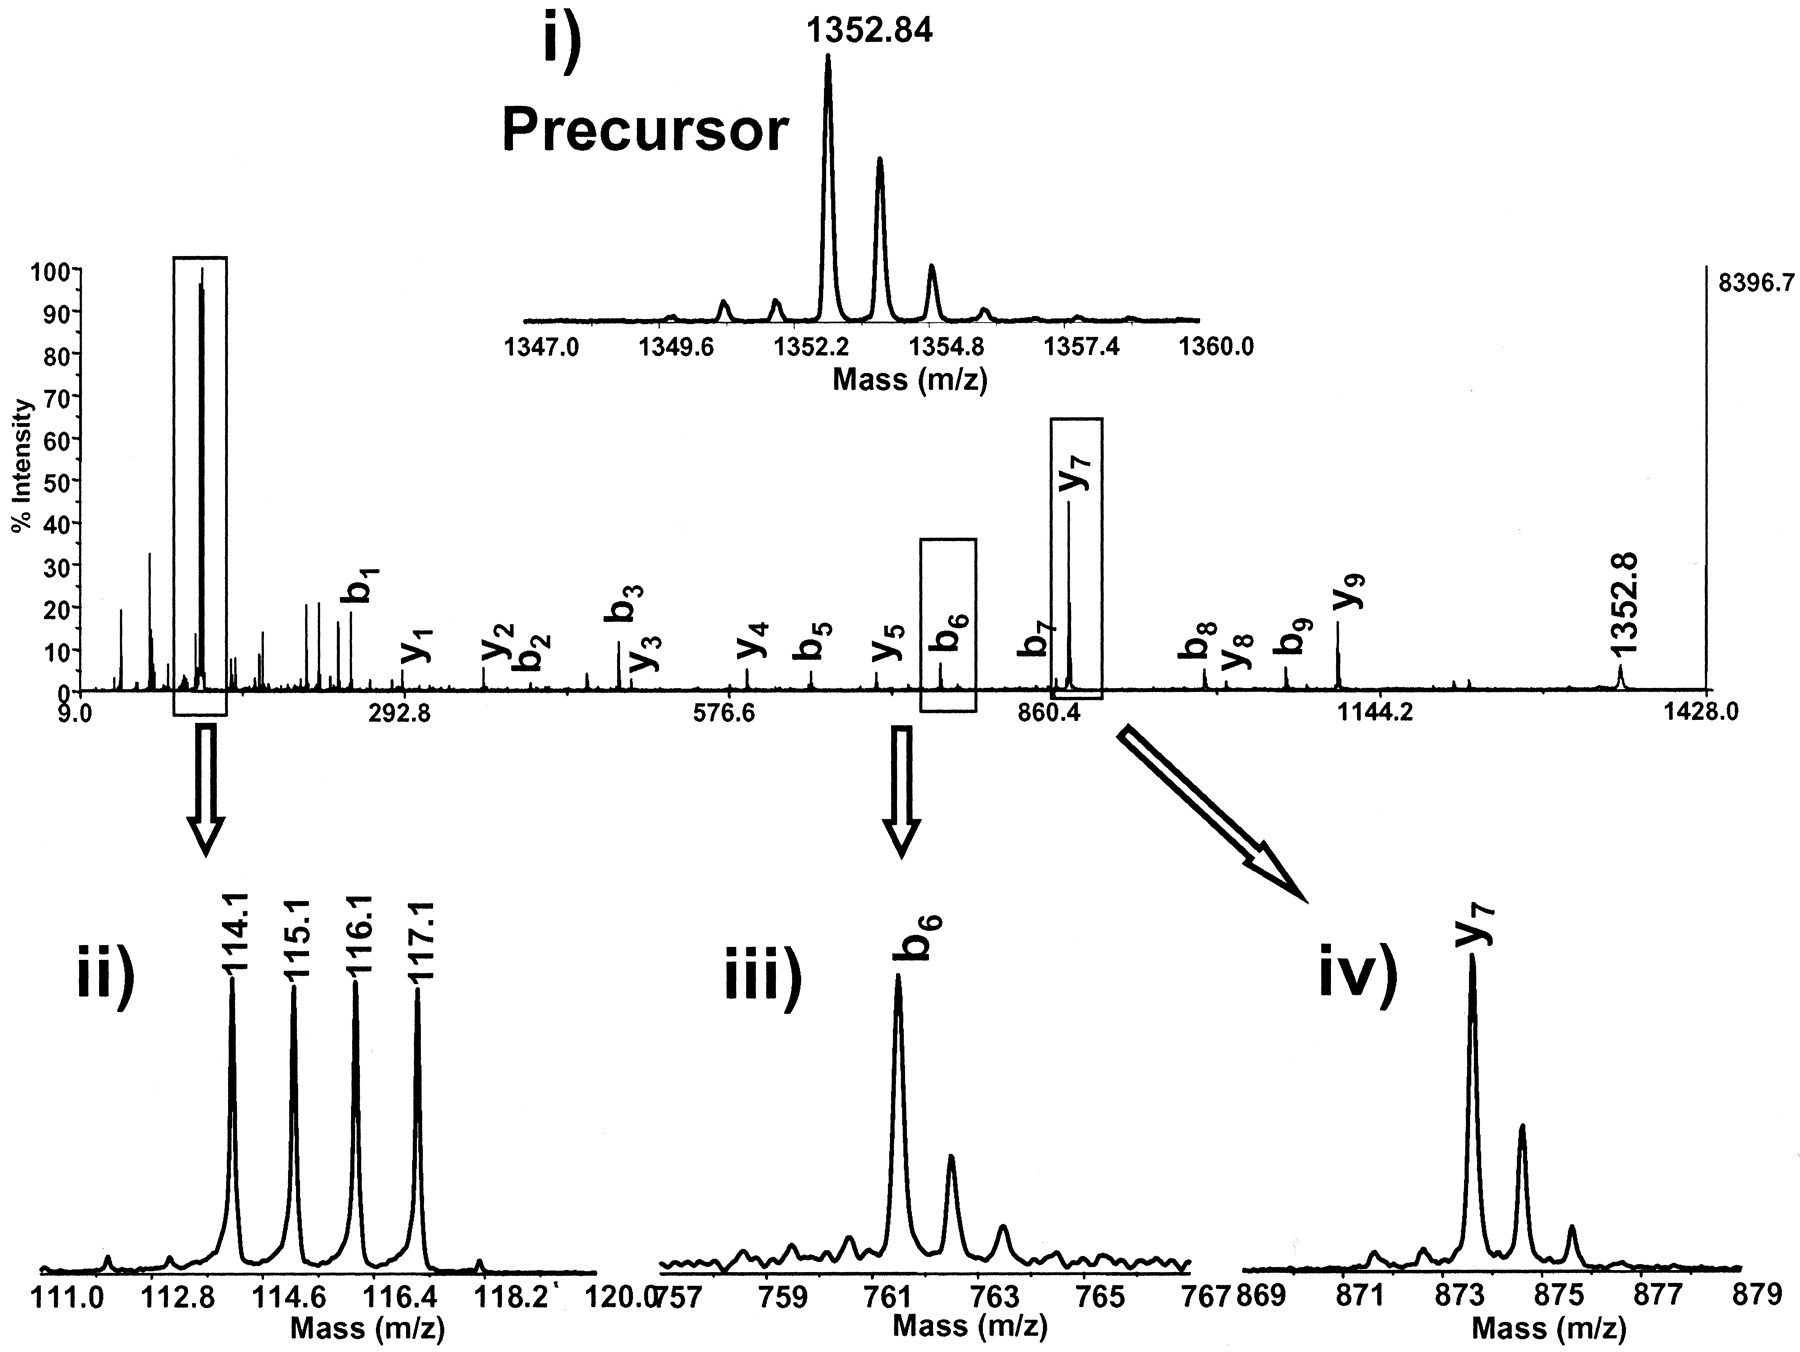 i)
1352.84
Precursor
1347.0 1349.6 1352.2 1354.8 1357.4 1360.0
Mass (m/z)
8396.7
% Intensity
100
90
80
70
60
50
40
30
20
10
0
b1 y1 y2 b2 b3 y3 y4 b5 y5 b6 b7 y7 b8 y8 b9 y9 1352.8
9.0 292.8 576.6 860.4 1144.2 1428.0
ii)
114.1 115.1 116.1 117.1
111.0 112.8 114.6 116.4 118.2 120.0
Mass (m/z)
iii)
b6
757 759 761 763 765 767
Mass (m/z)
iv)
y7
869 871 873 875 877 879
Mass (m/z)